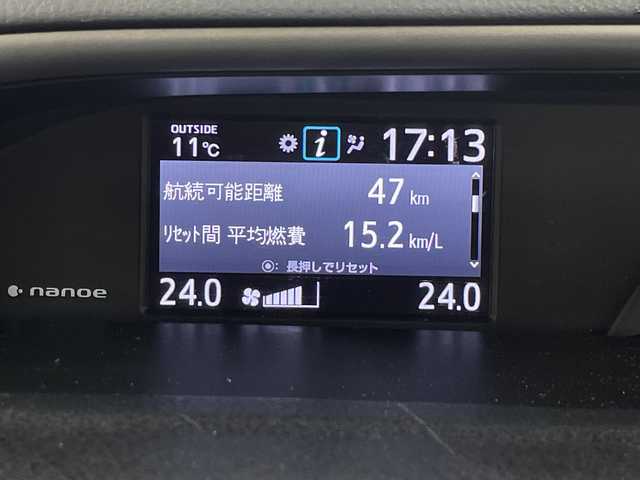 OUTSIDE
11℃
i
17:13
航続可能距離 47 km
リセット間 平均燃費 15.2 km/L
◉: 長押しでリセット
24.0 24.0
nanoe